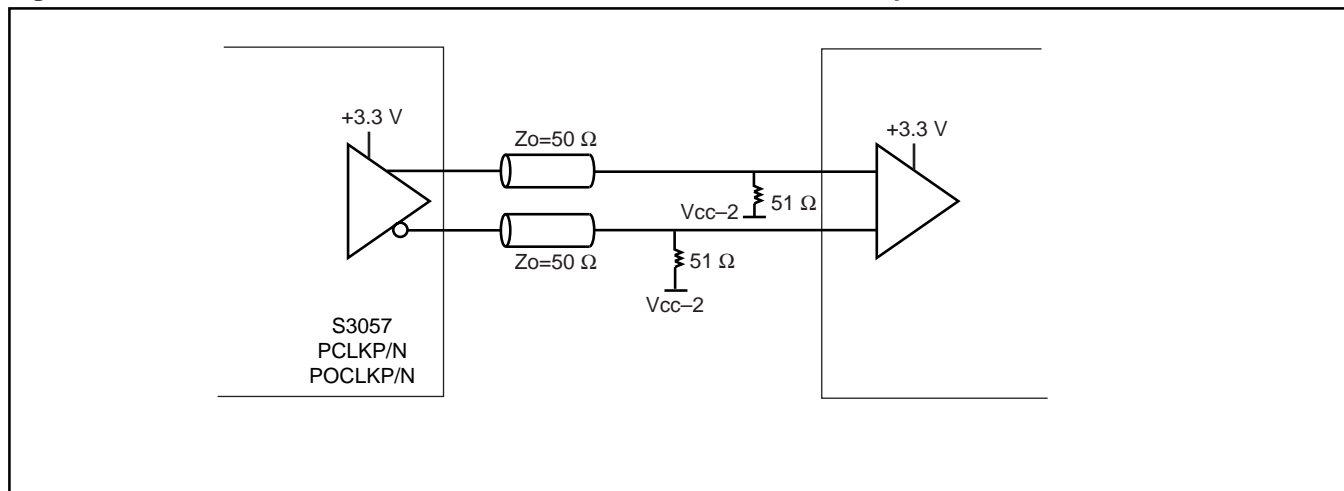 +3.3 V
Zo=50 Ω
+3.3 V
Vcc–2
51 Ω
Zo=50 Ω
51 Ω
Vcc–2
S3057
PCLKP/N
POCLKP/N